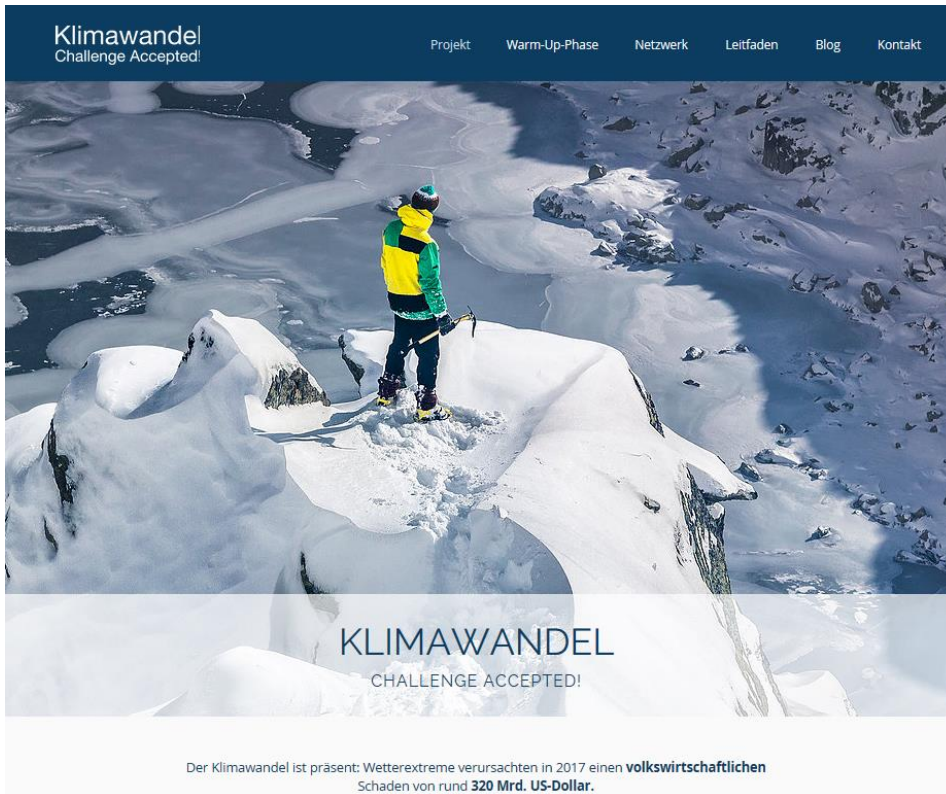 Klimawandel
Challenge Accepted!
Projekt Warm-Up-Phase Netzwerk Leitfaden Blog Kontakt
KLIMAWANDEL
CHALLENGE ACCEPTED!
Der Klimawandel ist präsent: Wetterextreme verursachten in 2017 einen volkswirtschaftlichen
Schaden von rund 320 Mrd. US-Dollar.